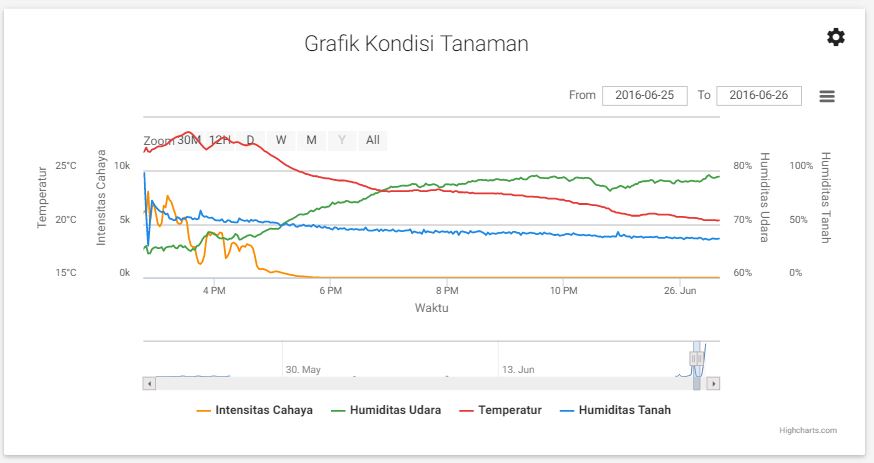 Grafik Kondisi Tanaman
From 2016-06-25 To 2016-06-26
Zoom 30M 12H D W M Y All
25°C 10k 80% 100%
20°C 5k 70% 50%
15°C 0k 60% 0%
Temperatur
Intensitas Cahaya
Humiditas Udara
Humiditas Tanah
4 PM 6 PM 8 PM 10 PM 26. Jun
Waktu
30. May 13. Jun
Intensitas Cahaya Humiditas Udara Temperatur Humiditas Tanah
Highcharts.com